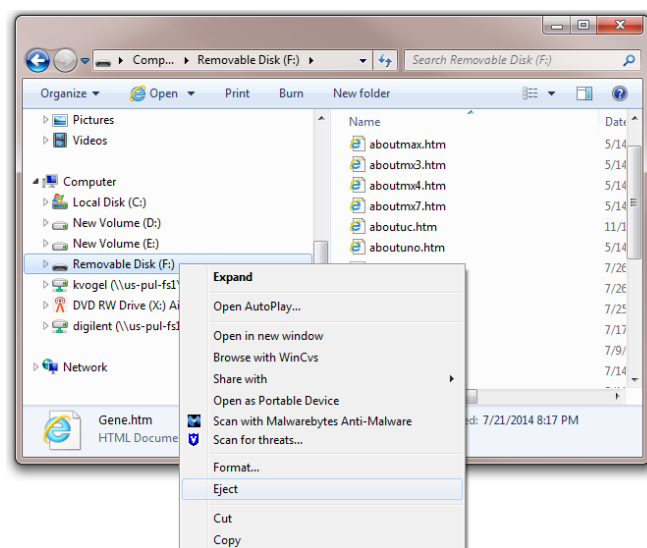 Comp... Removable Disk (F:) Search Removable Disk (F:)
Organize Open Print Burn New folder
Pictures
Videos
Computer
Local Disk (C:)
New Volume (D:)
New Volume (E:)
Removable Disk (F:)
kvogel (\\us-pul-fs1\
DVD RW Drive (X:) Ai
digilent (\\us-pul-fs1
Network
Name Date
aboutmax.htm 5/14
aboutmx3.htm 5/14
aboutmx4.htm 5/14
aboutmx7.htm 5/14
aboutuc.htm 11/1
aboutuno.htm 5/14
7/26
7/26
7/25
7/17
7/9/
7/14
Expand
Open AutoPlay...
Open in new window
Browse with WinCvs
Share with
Open as Portable Device
Scan with Malwarebytes Anti-Malware
Scan for threats...
Format...
Eject
Cut
Copy
Gene.htm ed: 7/21/2014 8:17 PM
HTML Docume